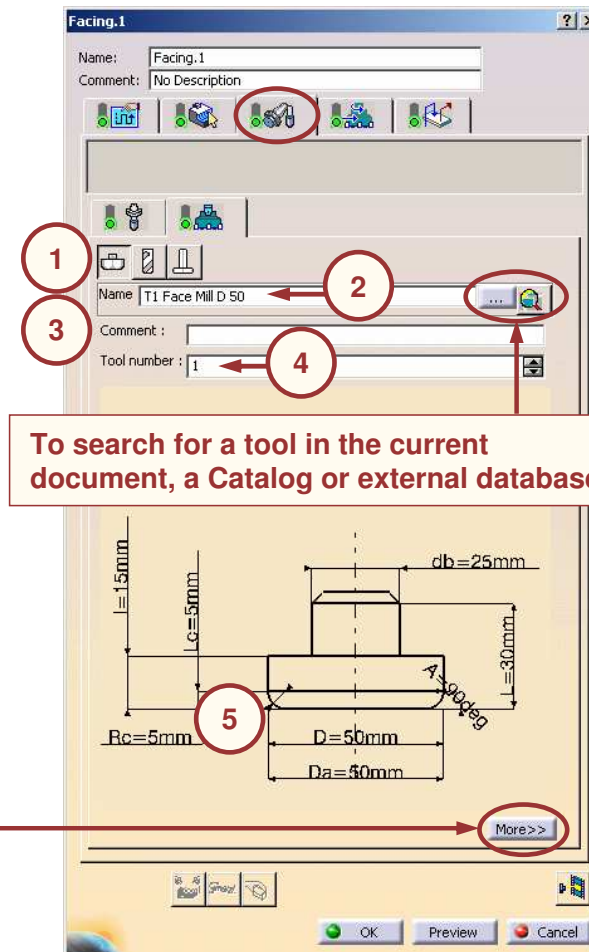 Facing.1
?
Name: Facing.1
Comment: No Description
1
Name T1 Face Mill D 50
2
...
3
Comment :
Tool number : 1
4
To search for a tool in the current
document, a Catalog or external database
l=15mm
Lc=5mm
db=25mm
L=30mm
A=90deg
5
Rc=5mm
D=50mm
Da=50mm
More>>
OK Preview Cancel